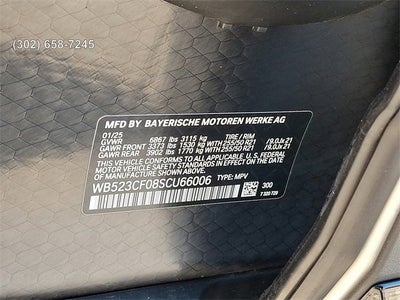 (302) 658-7245
MFD BY BAYERISCHE MOTOREN WERKE AG
01/25
GVWR 6867 lbs 3115 kg TIRE / RIM
GAWR FRONT 3373 lbs 1530 kg WITH 255/50 R21 /9.0Jx21
GAWR REAR 3902 lbs 1770 kg WITH 255/50 R21 /9.0Jx21
THIS VEHICLE CONFORMS TO ALL APPLICABLE U.S. FEDERAL
MOTOR VEHICLE SAFETY AND THEFT PREVENTION STANDARDS
IN EFFECT ON THE DATE OF MANUFACTURE SHOWN ABOVE.
WB523CF08SCU66006 TYPE: MPV
300